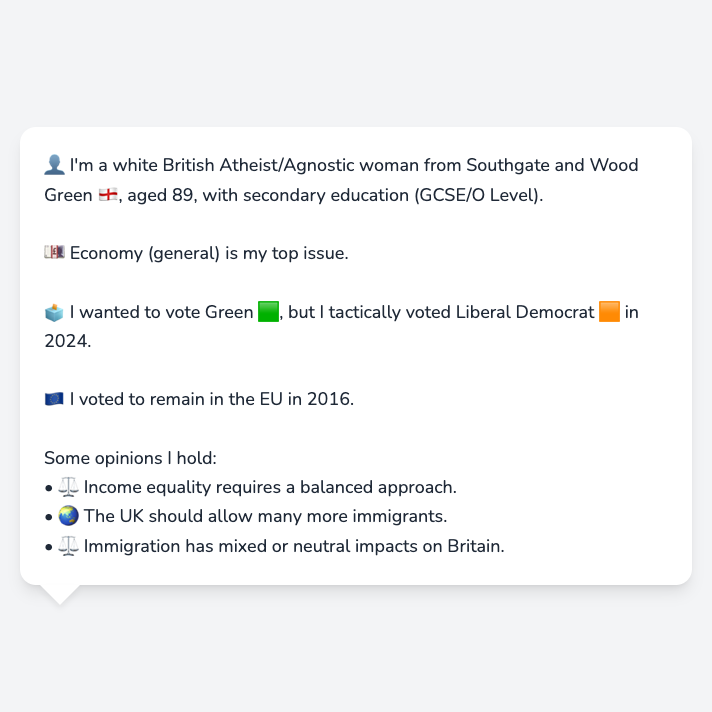 👤 I'm a white British Atheist/Agnostic woman from Southgate and Wood
Green 🏴󠁧󠁢󠁥󠁮󠁧󠁿, aged 89, with secondary education (GCSE/O Level).
💷 Economy (general) is my top issue.
🗳️ I wanted to vote Green 🟩, but I tactically voted Liberal Democrat 🟧 in
2024.
🇪🇺 I voted to remain in the EU in 2016.
Some opinions I hold:
• ⚖️ Income equality requires a balanced approach.
• 🌏 The UK should allow many more immigrants.
• ⚖️ Immigration has mixed or neutral impacts on Britain.